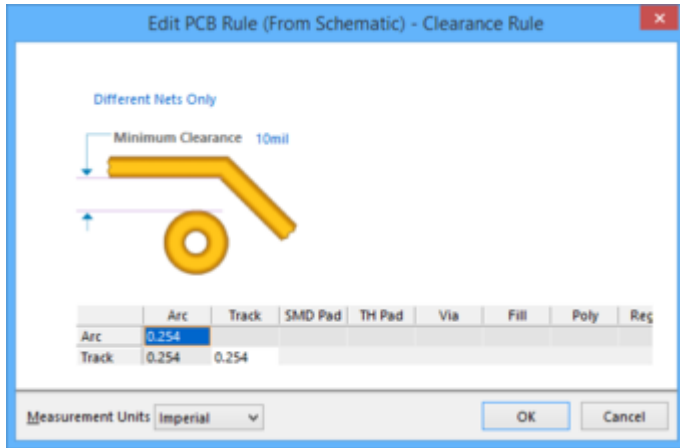 Edit PCB Rule (From Schematic) - Clearance Rule
Different Nets Only
Minimum Clearance 10mil
Arc Track SMD Pad TH Pad Via Fill Poly Reg
Arc 0.254
Track 0.254 0.254
Measurement Units Imperial OK Cancel